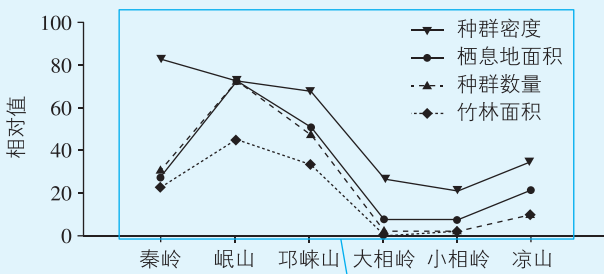 100
80
60
40
20
0
相对值
种群密度
栖息地面积
种群数量
竹林面积
秦岭 岷山 邛崃山 大相岭 小相岭 凉山